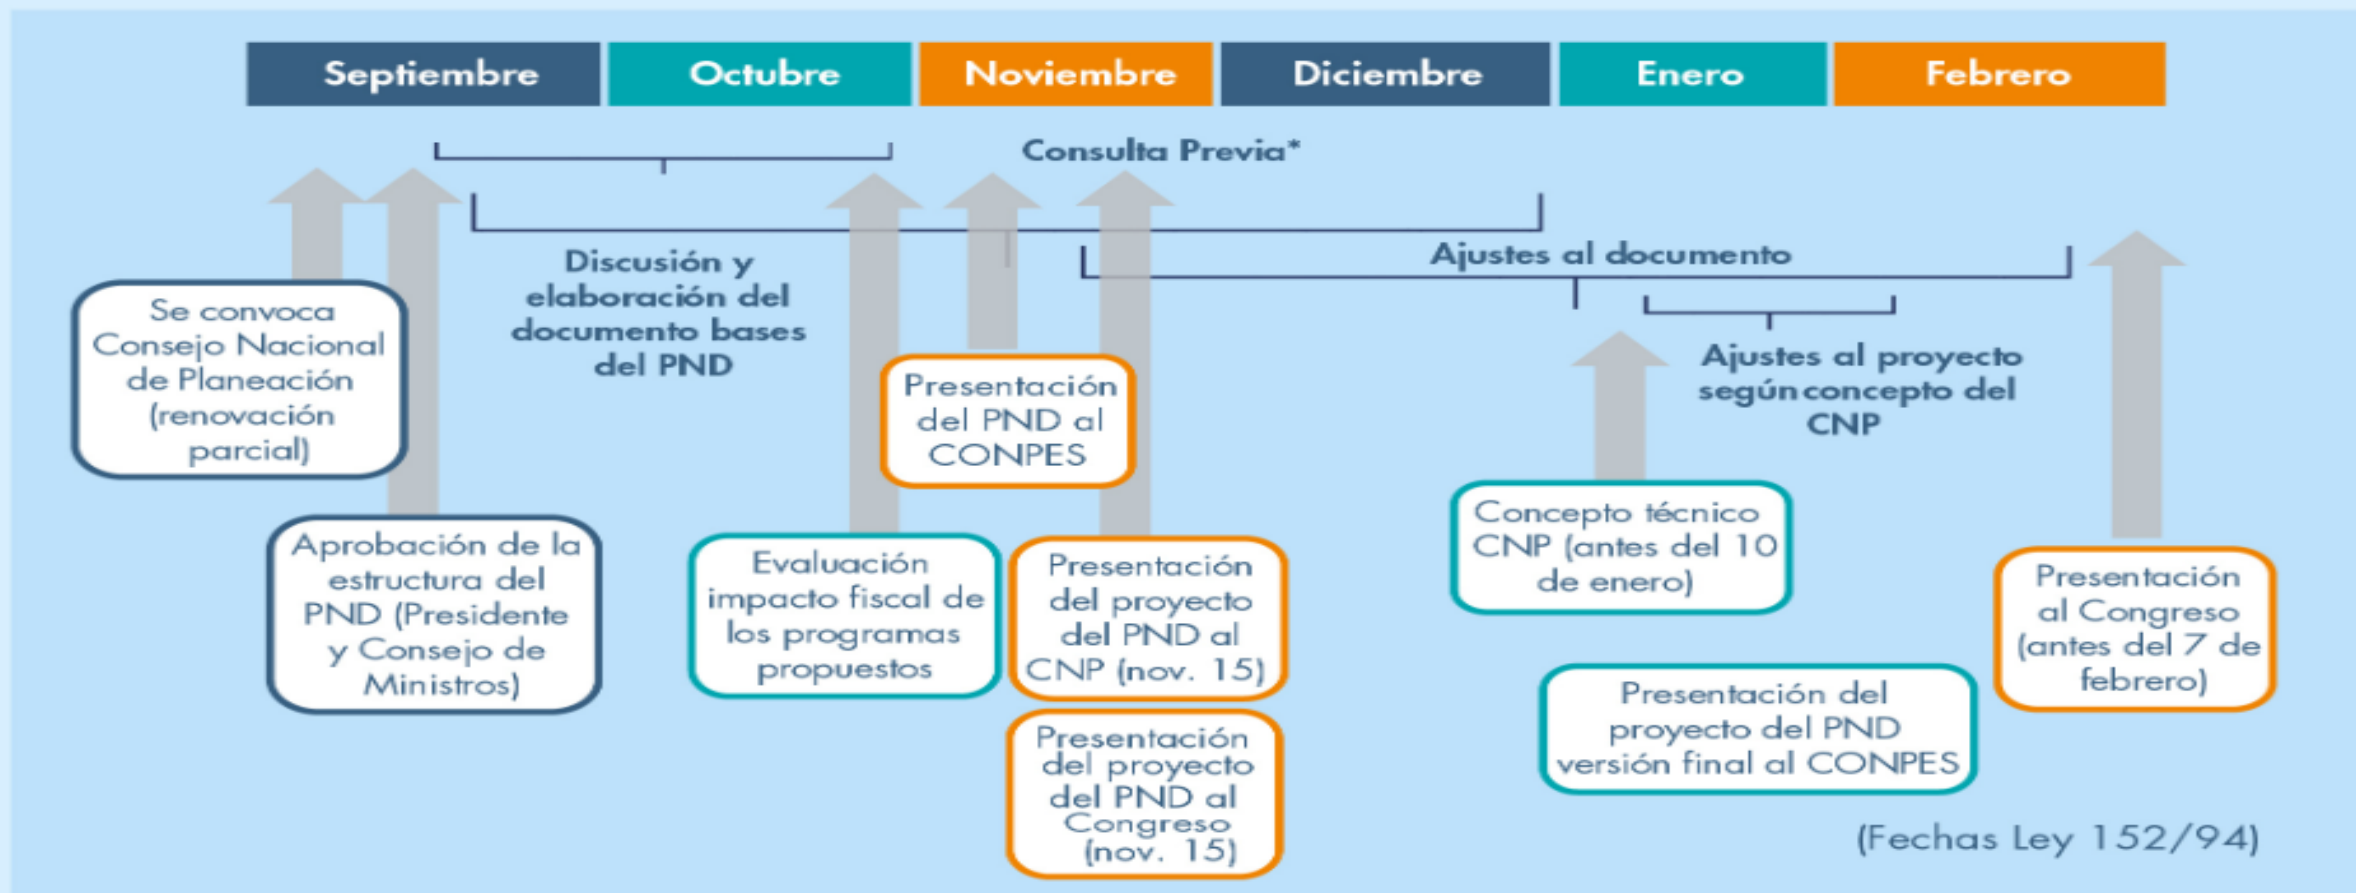 Septiembre
Octubre
Noviembre
Diciembre
Enero
Febrero
Consulta Previa*
Discusión y
elaboración del
documento bases
del PND
Ajustes al documento
Ajustes al proyecto
según concepto del
CNP
Se convoca
Consejo Nacional
de Planeación
(renovación
parcial)
Aprobación de la
estructura del
PND (Presidente
y Consejo de
Ministros)
Evaluación
impacto fiscal de
los programas
propuestos
Presentación
del PND al
CONPES
Presentación
del proyecto
del PND al
CNP (nov. 15)
Presentación
del proyecto
del PND al
Congreso
(nov. 15)
Concepto técnico
CNP (antes del 10
de enero)
Presentación del
proyecto del PND
versión final al CONPES
Presentación
al Congreso
(antes del 7 de
febrero)
(Fechas Ley 152/94)